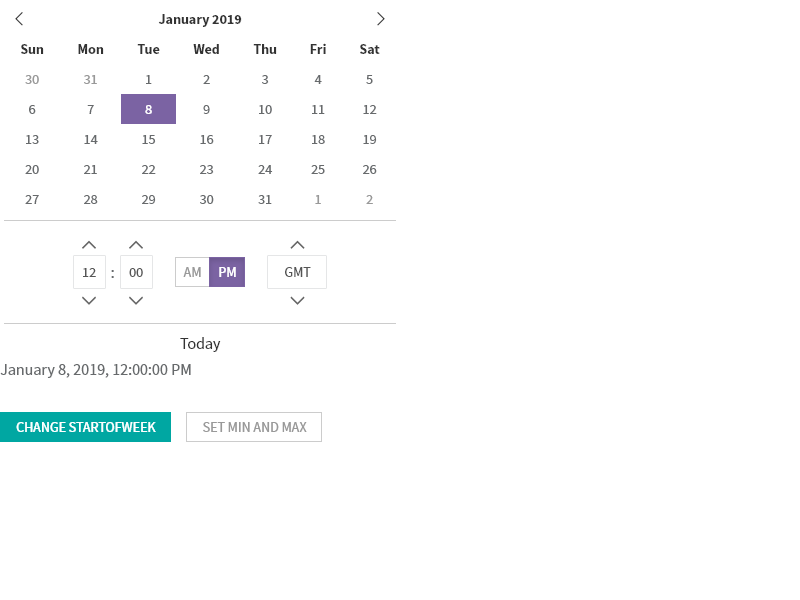 January 2019
Sun Mon Tue Wed Thu Fri Sat
30 31 1 2 3 4 5
6 7 8 9 10 11 12
13 14 15 16 17 18 19
20 21 22 23 24 25 26
27 28 29 30 31 1 2
12 : 00 AM PM GMT
Today
January 8, 2019, 12:00:00 PM
CHANGE STARTOFWEEK SET MIN AND MAX